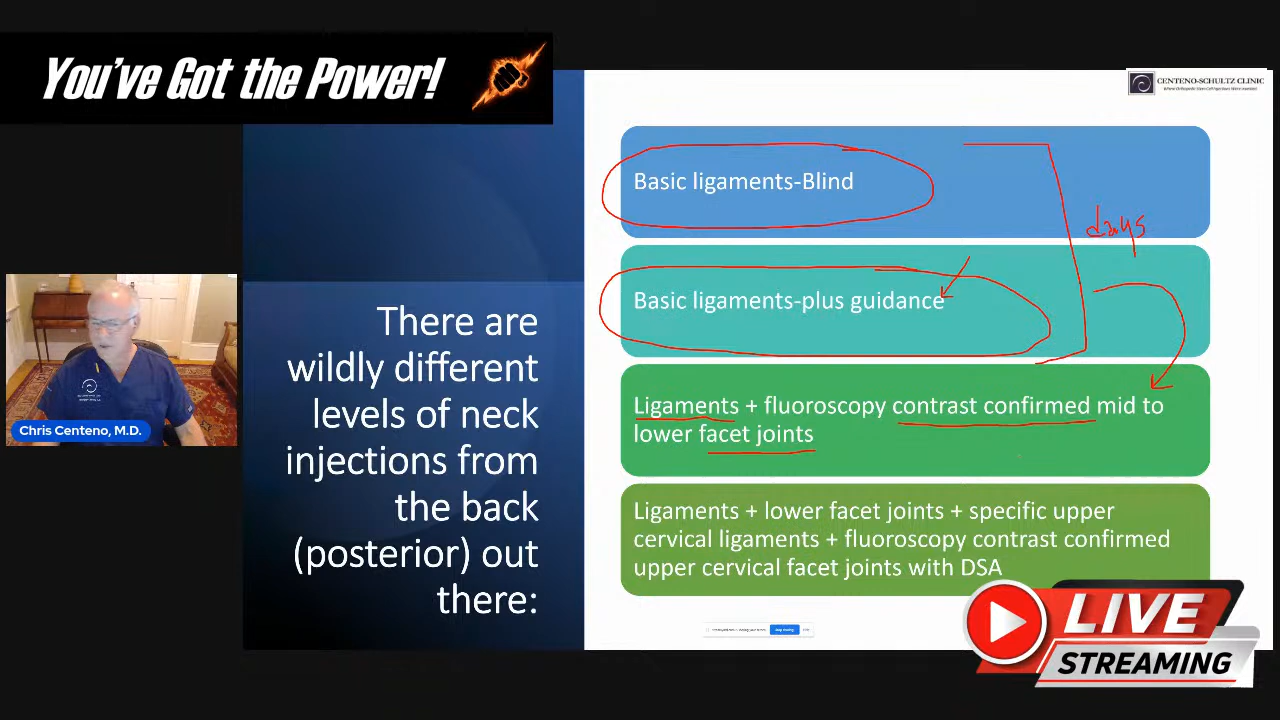 You've Got the Power!
CENTENO-SCHULTZ CLINIC
Basic ligaments-Blind
days
Basic ligaments-plus guidance
There are
wildly different
levels of neck
injections from
the back
(posterior) out
there:
Ligaments + fluoroscopy contrast confirmed mid to
lower facet joints
Ligaments + lower facet joints + specific upper
cervical ligaments + fluoroscopy contrast confirmed
upper cervical facet joints with DSA
Chris Centeno, M.D.
LIVE
STREAMING